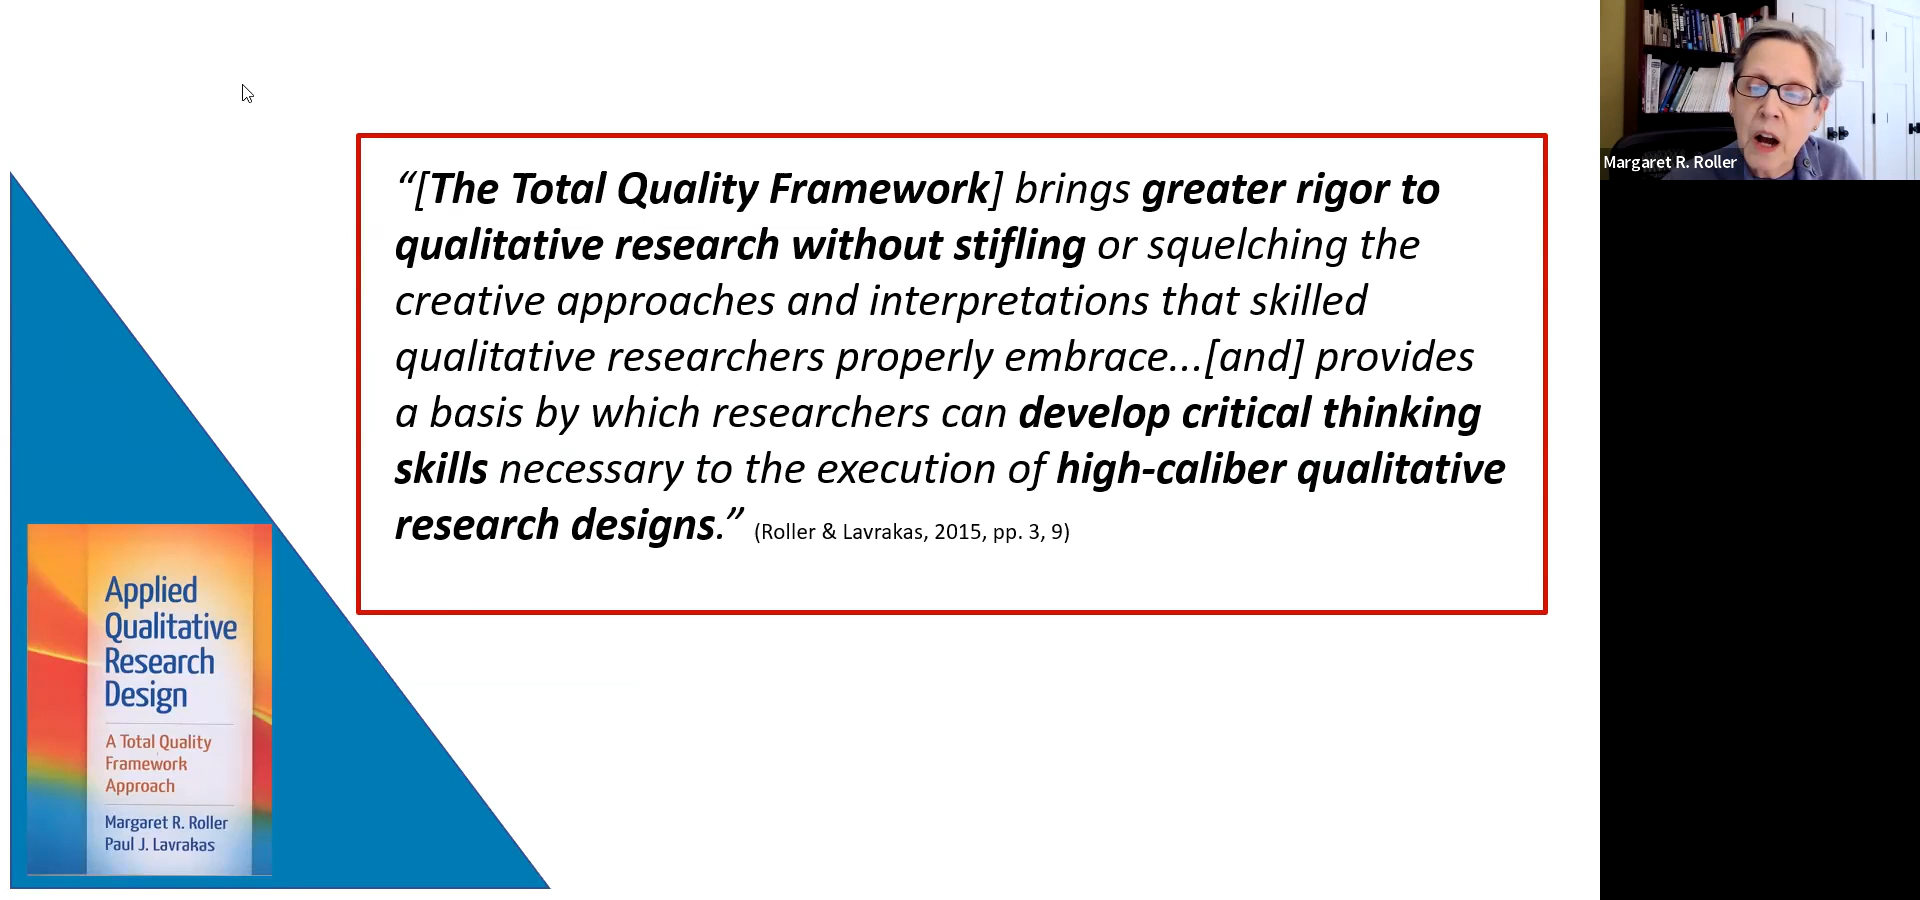 “[The Total Quality Framework] brings greater rigor to
qualitative research without stifling or squelching the
creative approaches and interpretations that skilled
qualitative researchers properly embrace...[and] provides
a basis by which researchers can develop critical thinking
skills necessary to the execution of high-caliber qualitative
research designs.” (Roller & Lavrakas, 2015, pp. 3, 9)
Applied
Qualitative
Research
Design
A Total Quality
Framework
Approach
Margaret R. Roller
Paul J. Lavrakas
Margaret R. Roller